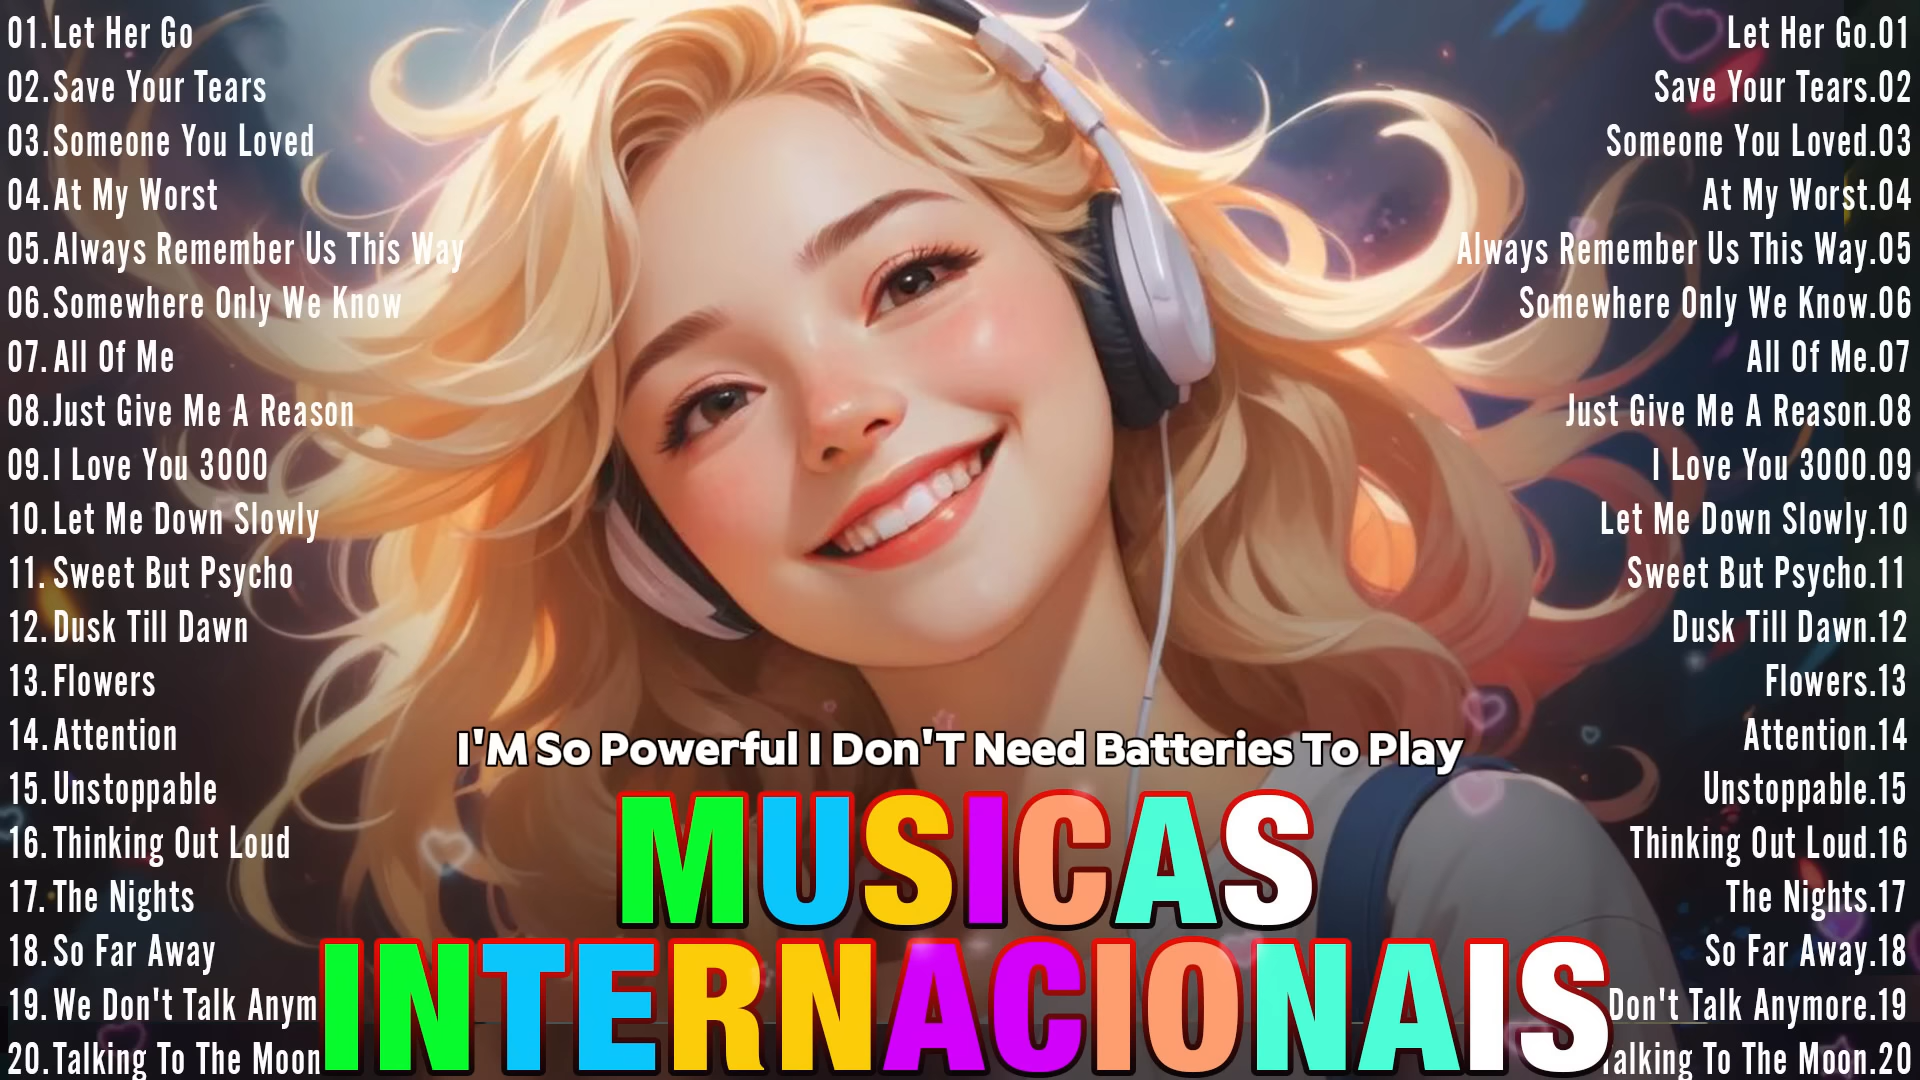 01.Let Her Go
02.Save Your Tears
03.Someone You Loved
04.At My Worst
05.Always Remember Us This Way
06.Somewhere Only We Know
07.All Of Me
08.Just Give Me A Reason
09.I Love You 3000
10.Let Me Down Slowly
11.Sweet But Psycho
12.Dusk Till Dawn
13.Flowers
14.Attention
15.Unstoppable
16.Thinking Out Loud
17.The Nights
18.So Far Away
19.We Don't Talk Anym
20.Talking To The Moon
Let Her Go.01
Save Your Tears.02
Someone You Loved.03
At My Worst.04
Always Remember Us This Way.05
Somewhere Only We Know.06
All Of Me.07
Just Give Me A Reason.08
I Love You 3000.09
Let Me Down Slowly.10
Sweet But Psycho.11
Dusk Till Dawn.12
Flowers.13
Attention.14
Unstoppable.15
Thinking Out Loud.16
The Nights.17
So Far Away.18
Don't Talk Anymore.19
alking To The Moon.20
I'M So Powerful I Don'T Need Batteries To Play
MUSICAS
INTERNACIONAIS